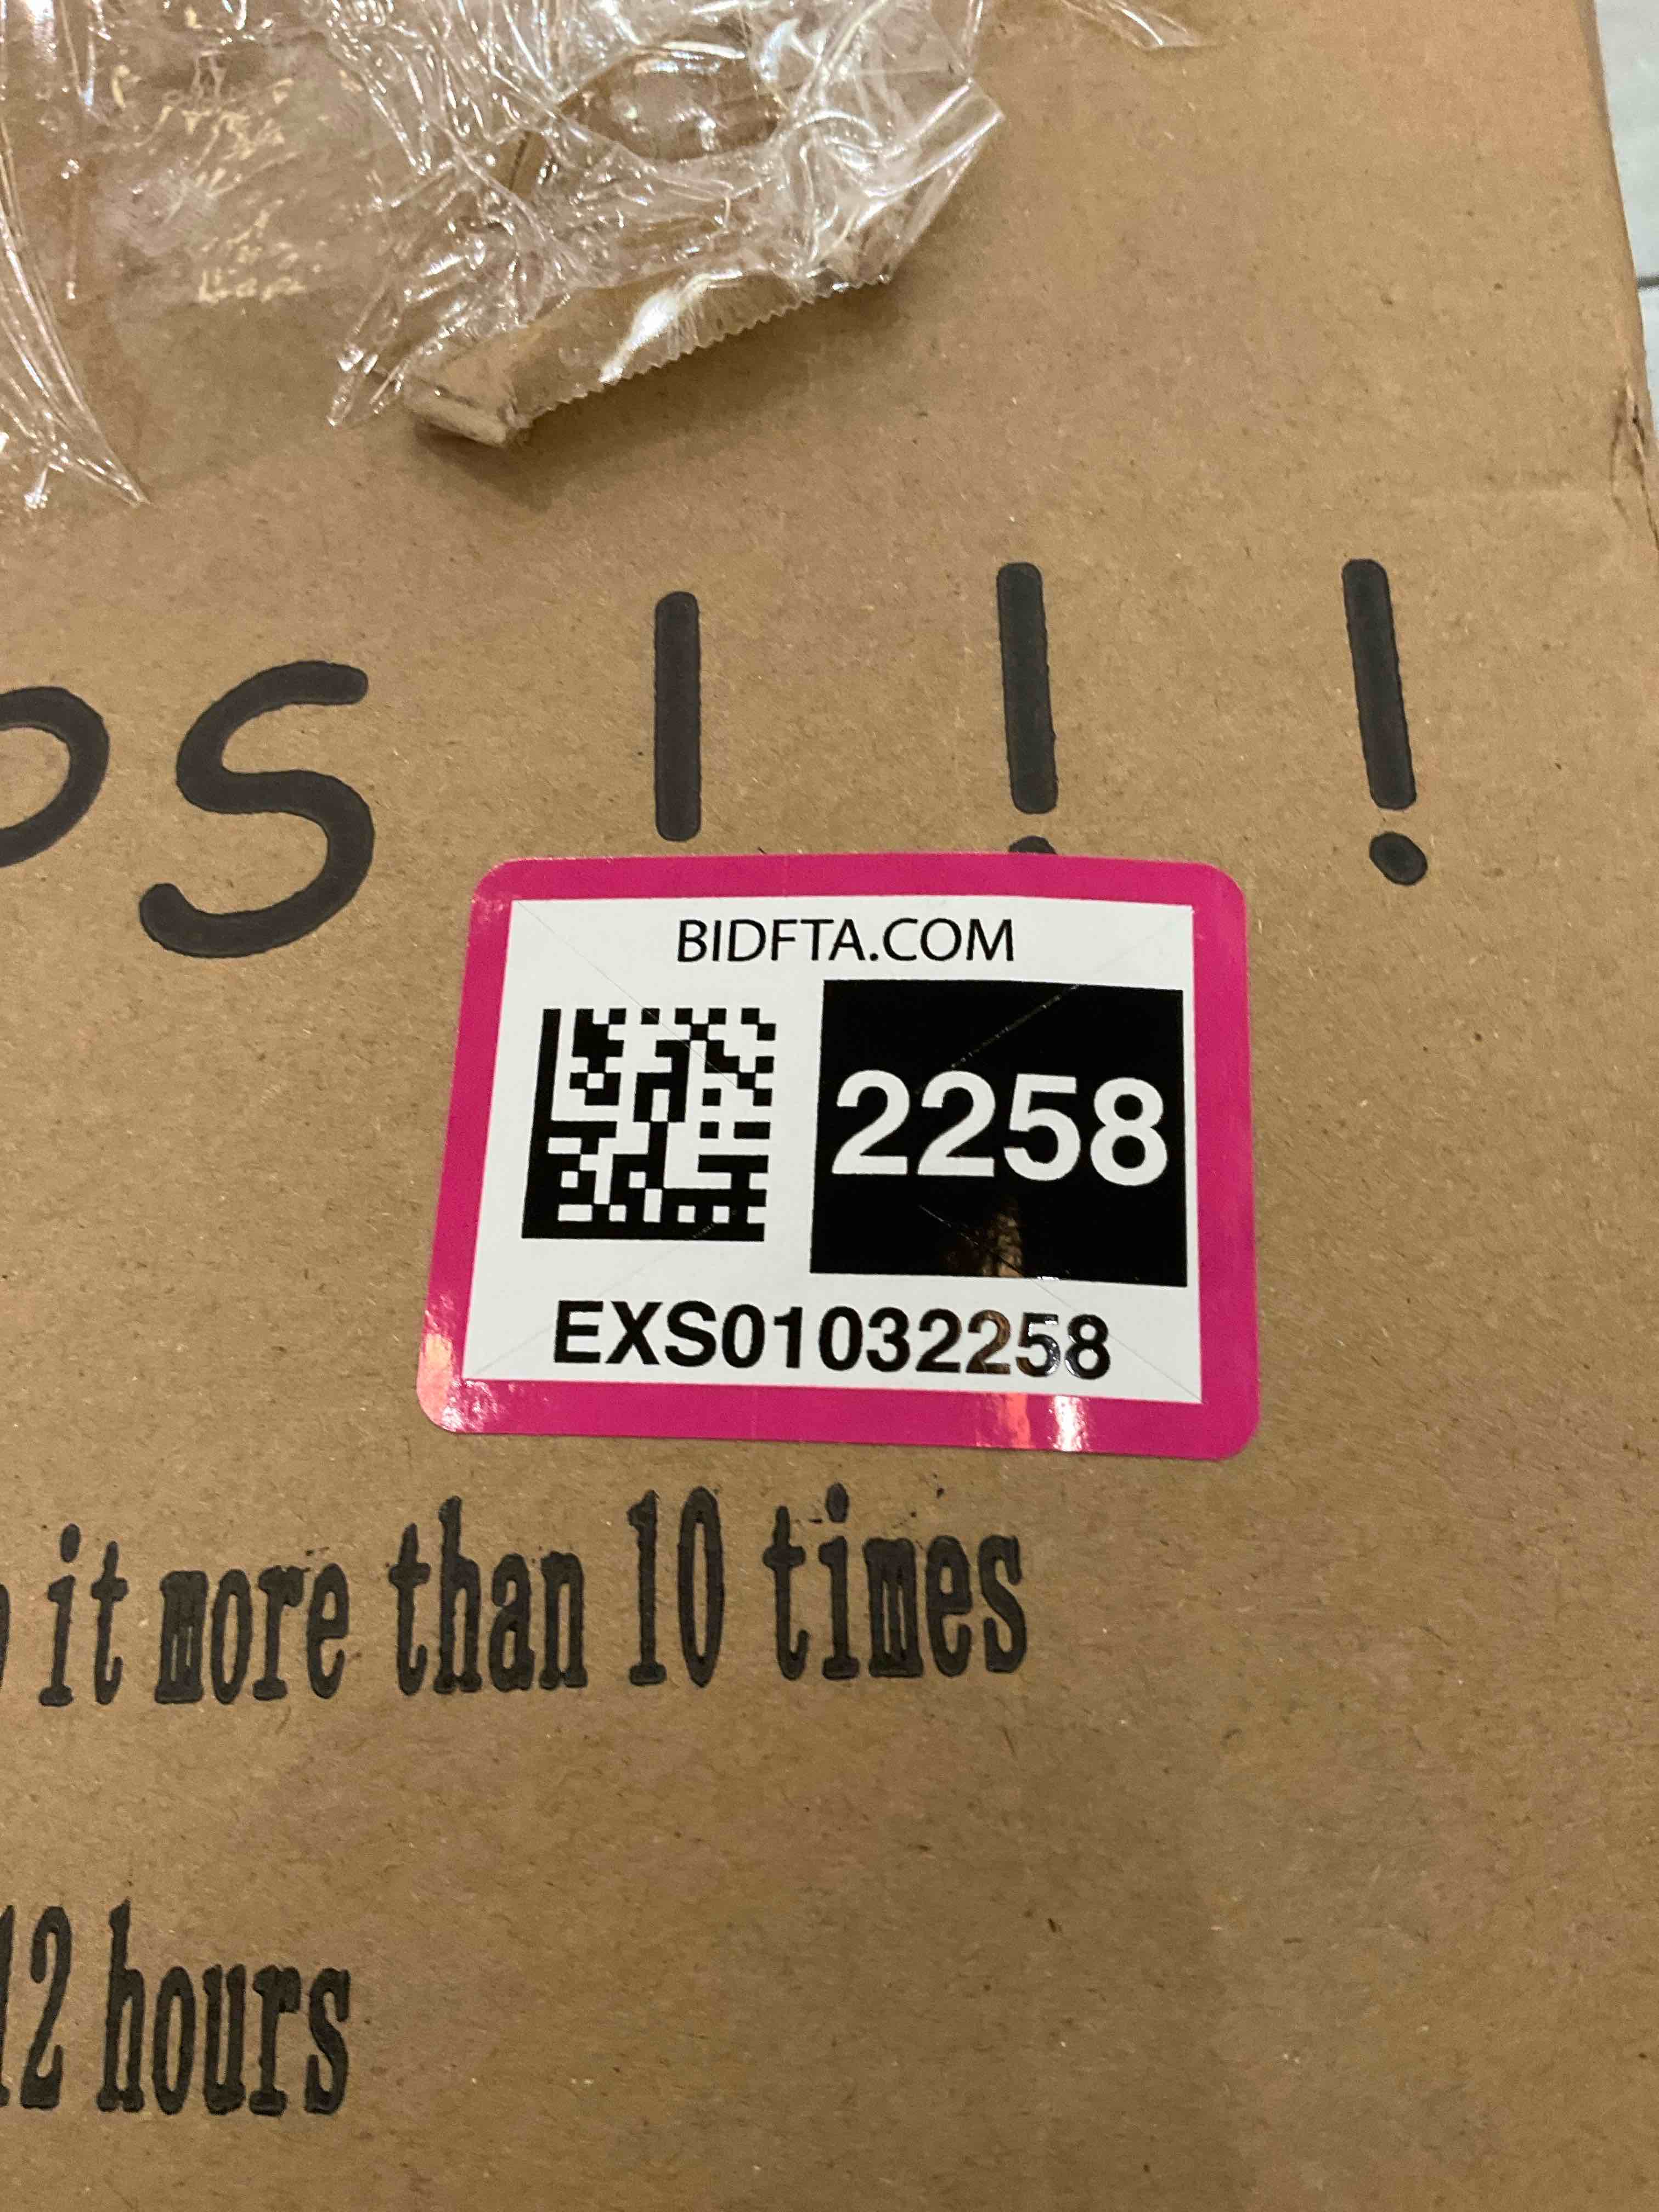 ps ! ! !
BIDFTA.COM
2258
EXS01032258
it more than 10 times
12 hours